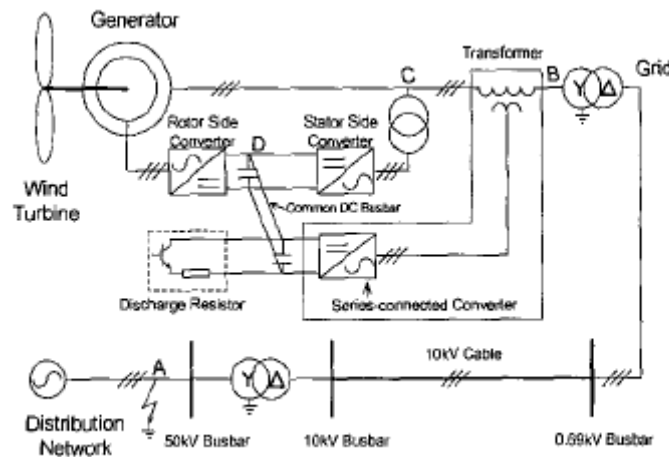 Generator
Transformer
Grid
C
B
Y
Δ
Rotor Side
Converter
D
Stator Side
Converter
Wind
Turbine
Common DC Busbar
Discharge Resistor
Series-connected Converter
10kV Cable
A
Y
Δ
Distribution
Network
50kV Busbar
10kV Busbar
0.69kV Busbar